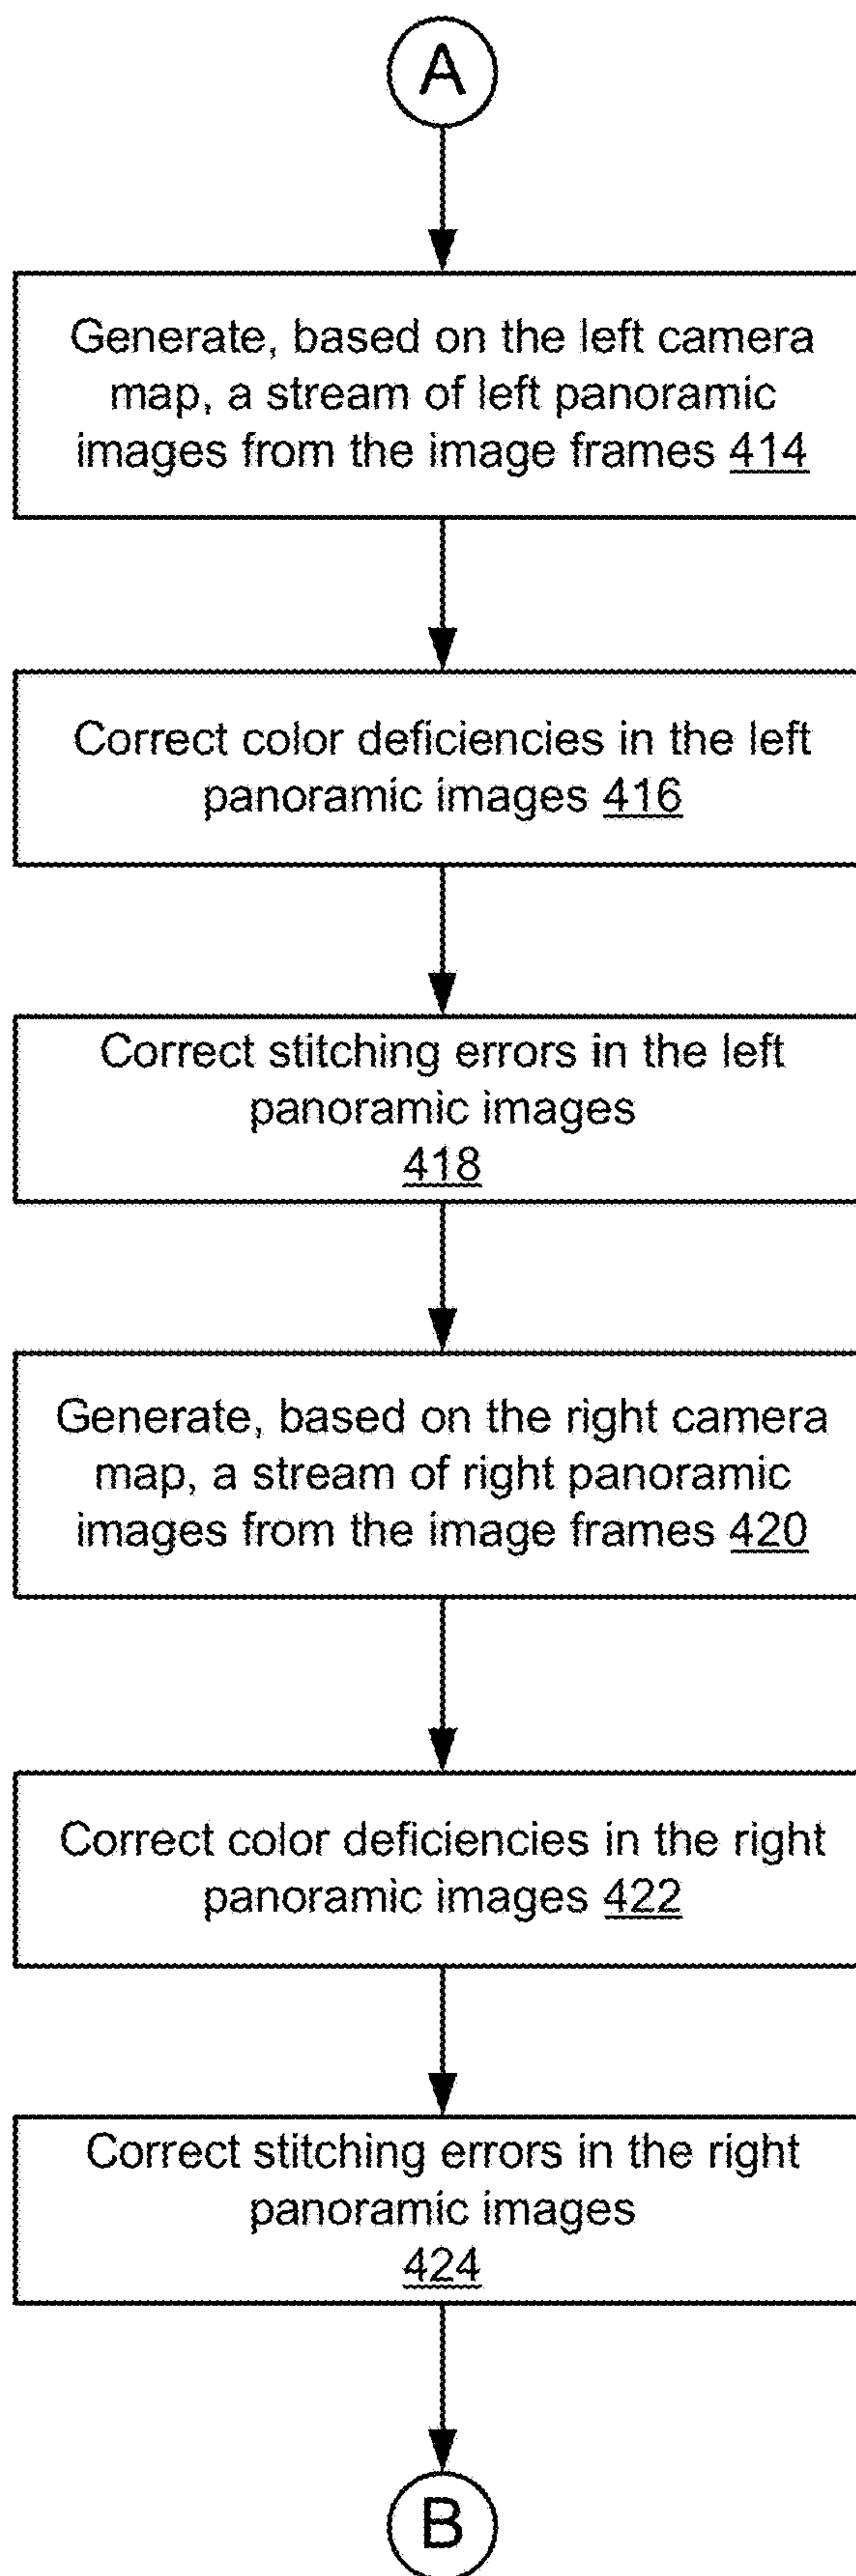 A
Generate, based on the left camera
map, a stream of left panoramic
images from the image frames 414
Correct color deficiencies in the left
panoramic images 416
Correct stitching errors in the left
panoramic images
418
Generate, based on the right camera
map, a stream of right panoramic
images from the image frames 420
Correct color deficiencies in the right
panoramic images 422
Correct stitching errors in the right
panoramic images
424
B